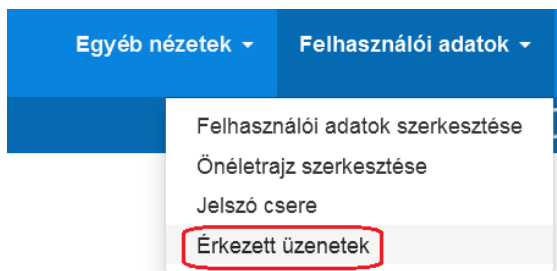 Egyéb nézetek Felhasználói adatok
Felhasználói adatok szerkesztése
Önéletrajz szerkesztése
Jelszó csere
Érkezett üzenetek